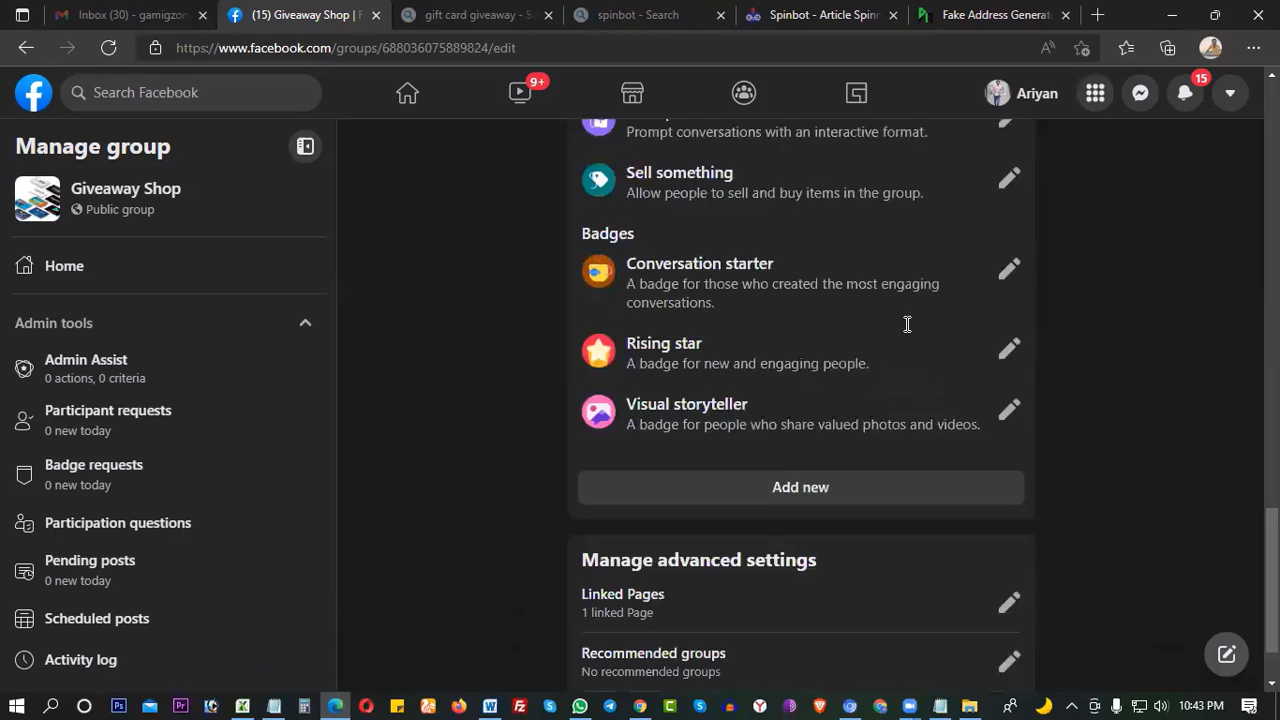 Inbox (30) - gamigzon
(15) Giveaway Shop | F
gift card giveaway - S
spinbot - Search
Spinbot - Article Spinn
Fake Address Generat
https://www.facebook.com/groups/688036075889824/edit
Search Facebook
9+
Ariyan
15
Manage group
Giveaway Shop
Public group
Home
Admin tools
Admin Assist
0 actions, 0 criteria
Participant requests
0 new today
Badge requests
0 new today
Participation questions
Pending posts
0 new today
Scheduled posts
Activity log
Prompt conversations with an interactive format.
Sell something
Allow people to sell and buy items in the group.
Badges
Conversation starter
A badge for those who created the most engaging
conversations.
Rising star
A badge for new and engaging people.
Visual storyteller
A badge for people who share valued photos and videos.
Add new
Manage advanced settings
Linked Pages
1 linked Page
Recommended groups
No recommended groups
10:43 PM